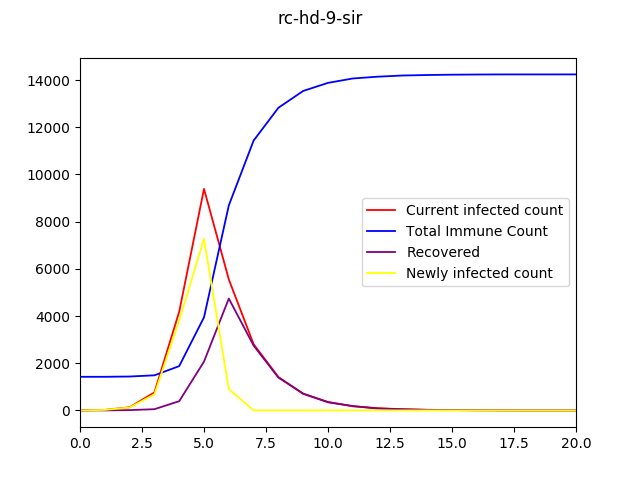 rc-hd-9-sir
14000
12000
10000
8000
6000
4000
2000
0
Current infected count
Total Immune Count
Recovered
Newly infected count
0.0 2.5 5.0 7.5 10.0 12.5 15.0 17.5 20.0